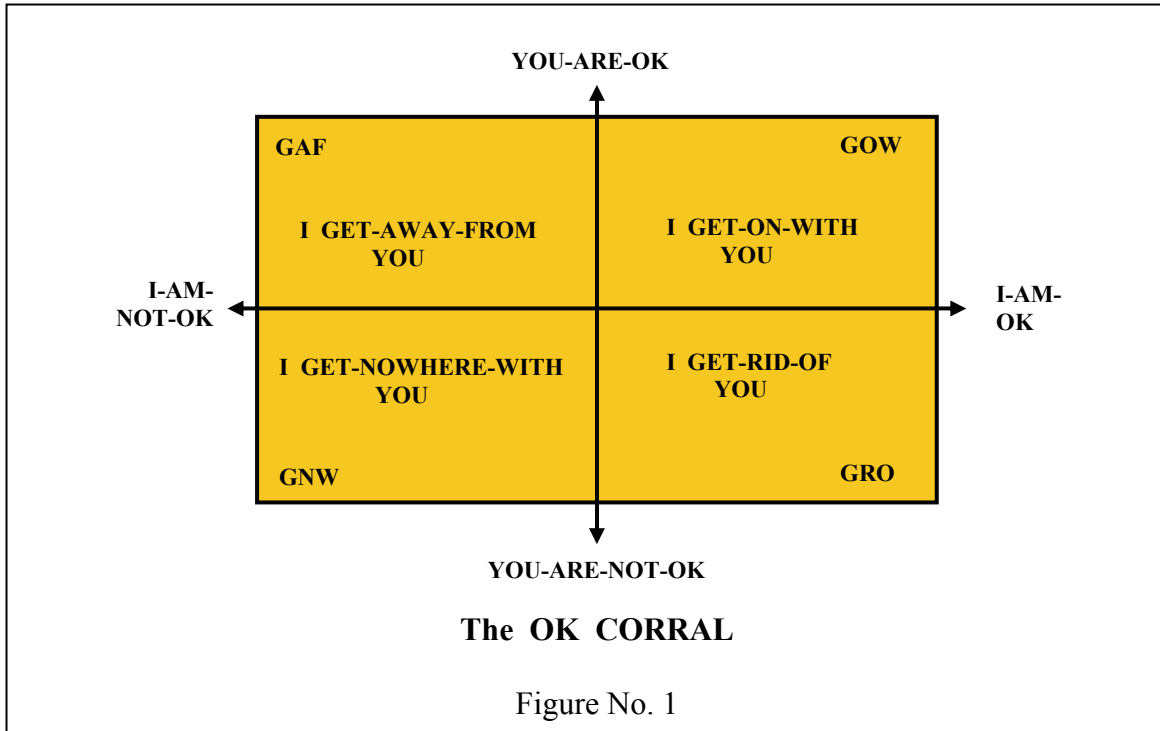 YOU-ARE-OK
GAF
GOW
I GET-AWAY-FROM
YOU
I GET-ON-WITH
YOU
I-AM-
NOT-OK
I-AM-
OK
I GET-NOWHERE-WITH
YOU
I GET-RID-OF
YOU
GNW
GRO
YOU-ARE-NOT-OK
The OK CORRAL
Figure No. 1